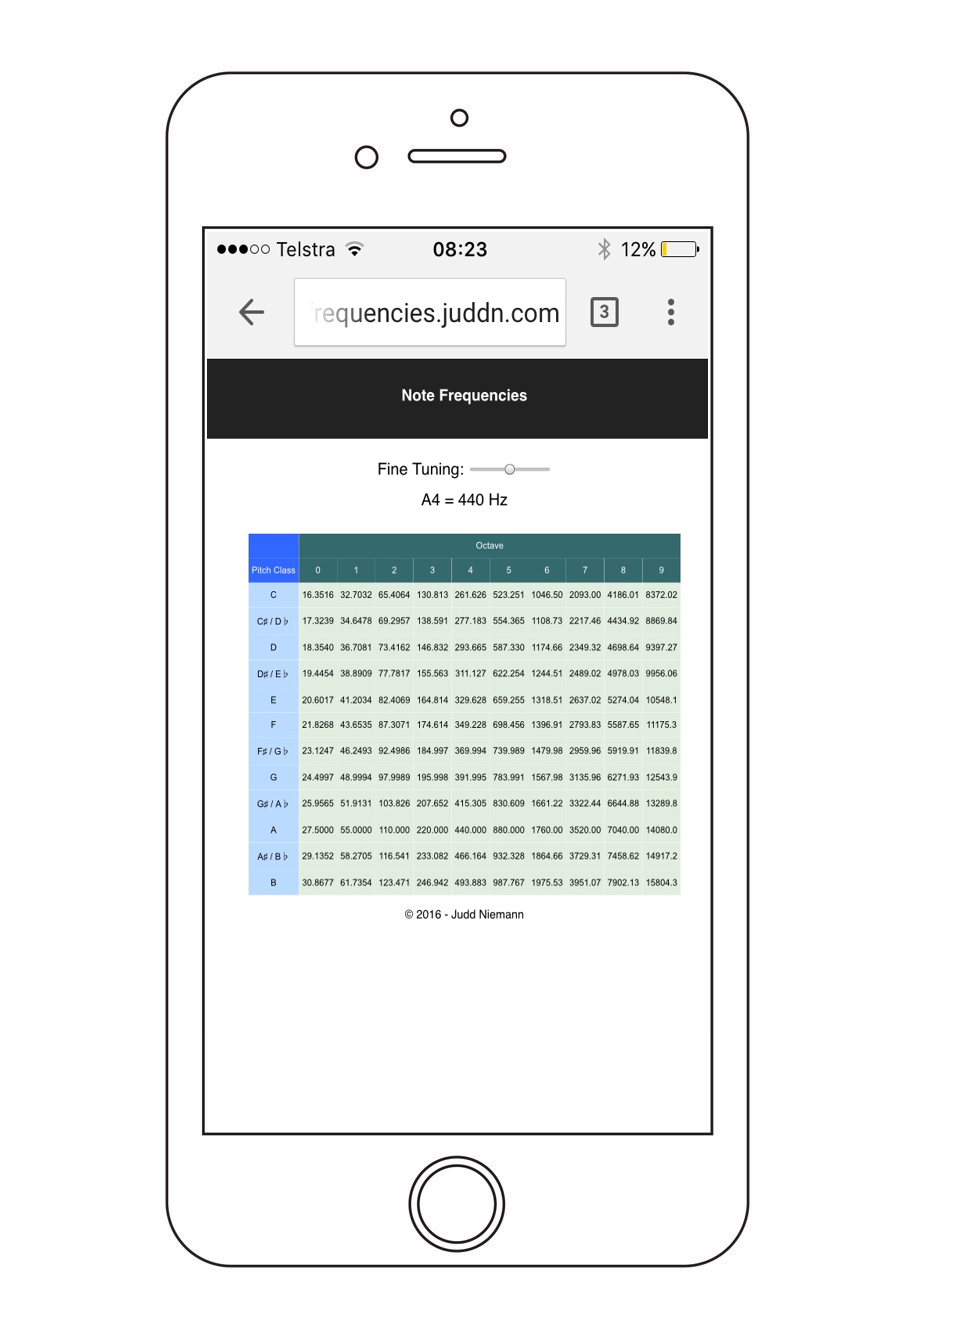 Telstra 08:23 12%
requencies.juddn.com 3
Note Frequencies
Fine Tuning:
A4 = 440 Hz
Octave
Pitch Class 0 1 2 3 4 5 6 7 8 9
C 16.3516 32.7032 65.4064 130.813 261.626 523.251 1046.50 2093.00 4186.01 8372.02
C♯ / D♭ 17.3239 34.6478 69.2957 138.591 277.183 554.365 1108.73 2217.46 4434.92 8869.84
D 18.3540 36.7081 73.4162 146.832 293.665 587.330 1174.66 2349.32 4698.64 9397.27
D♯ / E♭ 19.4454 38.8909 77.7817 155.563 311.127 622.254 1244.51 2489.02 4978.03 9956.06
E 20.6017 41.2034 82.4069 164.814 329.628 659.255 1318.51 2637.02 5274.04 10548.1
F 21.8268 43.6535 87.3071 174.614 349.228 698.456 1396.91 2793.83 5587.65 11175.3
F♯ / G♭ 23.1247 46.2493 92.4986 184.997 369.994 739.989 1479.98 2959.96 5919.91 11839.8
G 24.4997 48.9994 97.9989 195.998 391.995 783.991 1567.98 3135.96 6271.93 12543.9
G♯ / A♭ 25.9565 51.9131 103.826 207.652 415.305 830.609 1661.22 3322.44 6644.88 13289.8
A 27.5000 55.0000 110.000 220.000 440.000 880.000 1760.00 3520.00 7040.00 14080.0
A♯ / B♭ 29.1352 58.2705 116.541 233.082 466.164 932.328 1864.66 3729.31 7458.62 14917.2
B 30.8677 61.7354 123.471 246.942 493.883 987.767 1975.53 3951.07 7902.13 15804.3
© 2016 - Judd Niemann